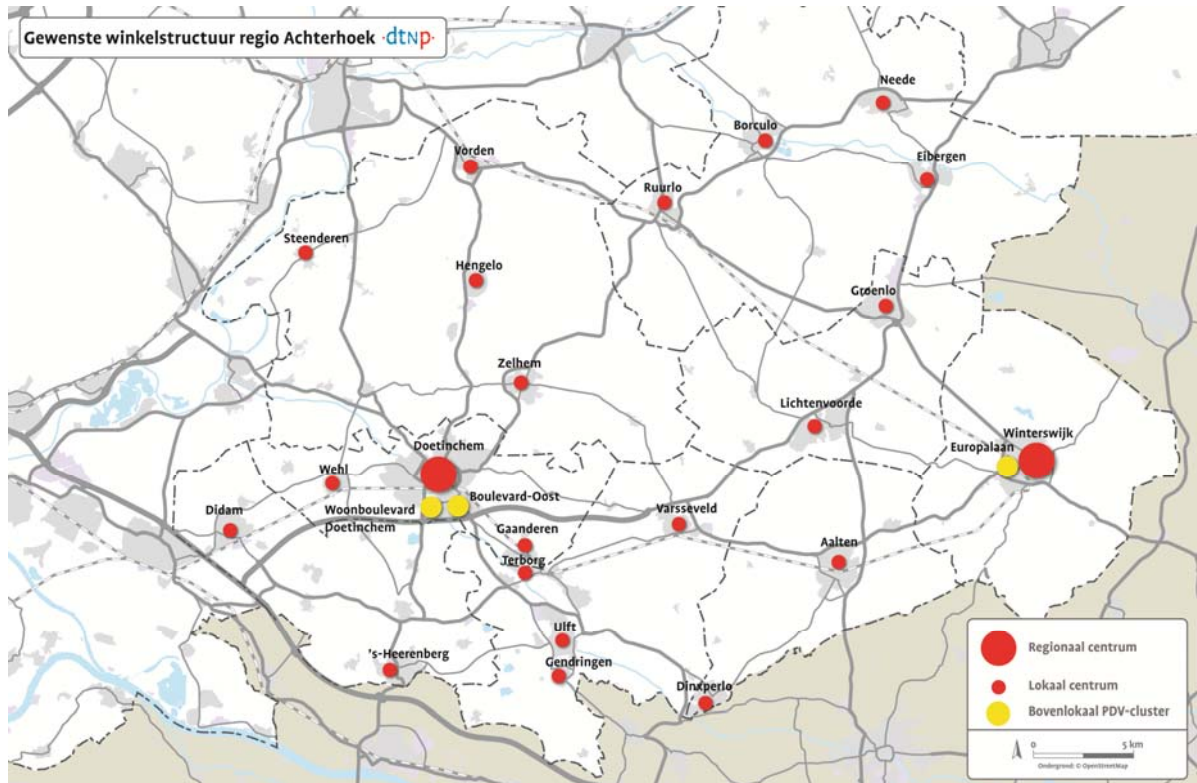 Gewenste winkelstructuur regio Achterhoek ·dtNp·
Neede
Borculo
Eibergen
Vorden
Ruurlo
Steenderen
Hengelo
Groenlo
Zelhem
Lichtenvoorde
Winterswijk
Europalaan
Doetinchem
Wehl
Boulevard-Oost
Woonboulevard
Doetinchem
Didam
Varsseveld
Gaanderen
Terborg
Aalten
Ulft
's-Heerenberg
Gendringen
Dinxperlo
Regionaal centrum
Lokaal centrum
Bovenlokaal PDV-cluster
0 5 km
Ondergrond: © OpenStreetMap